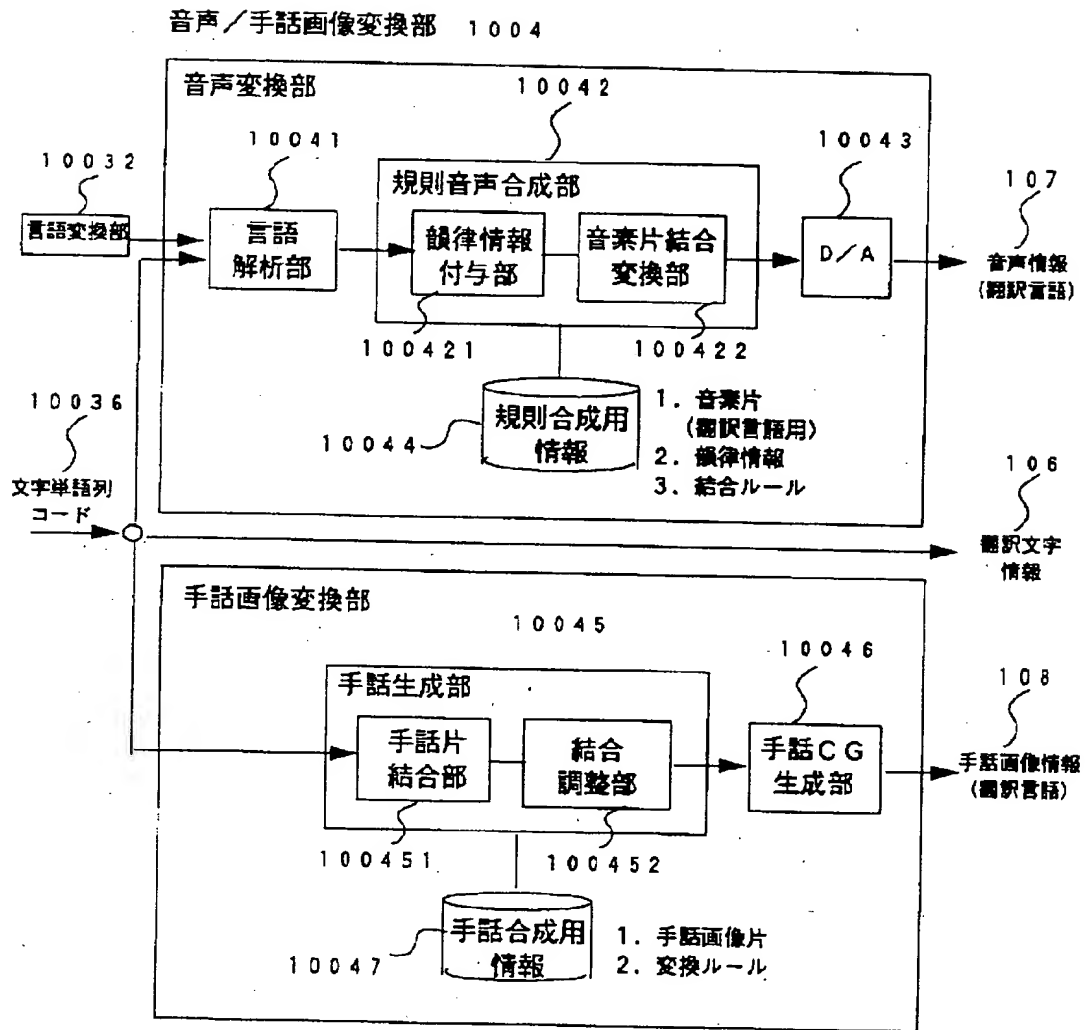 音声/手話画像変換部 1004
音声変換部
10042
10041
10043
10032
107
規則音声合成部
言語変換部
言語
解析部
韻律情報
付与部
音素片結合
変換部
D/A
音声情報
(翻訳言語)
100421
100422
10036
10044
規則合成用
情報
1. 音素片
(翻訳言語用)
2. 韻律情報
3. 結合ルール
106
文字単語列
コード
翻訳文字
情報
手話画像変換部
10045
10046
108
手話生成部
手話片
結合部
結合
調整部
手話CG
生成部
手話画像情報
(翻訳言語)
100451
100452
10047
手話合成用
情報
1. 手話画像片
2. 変換ルール